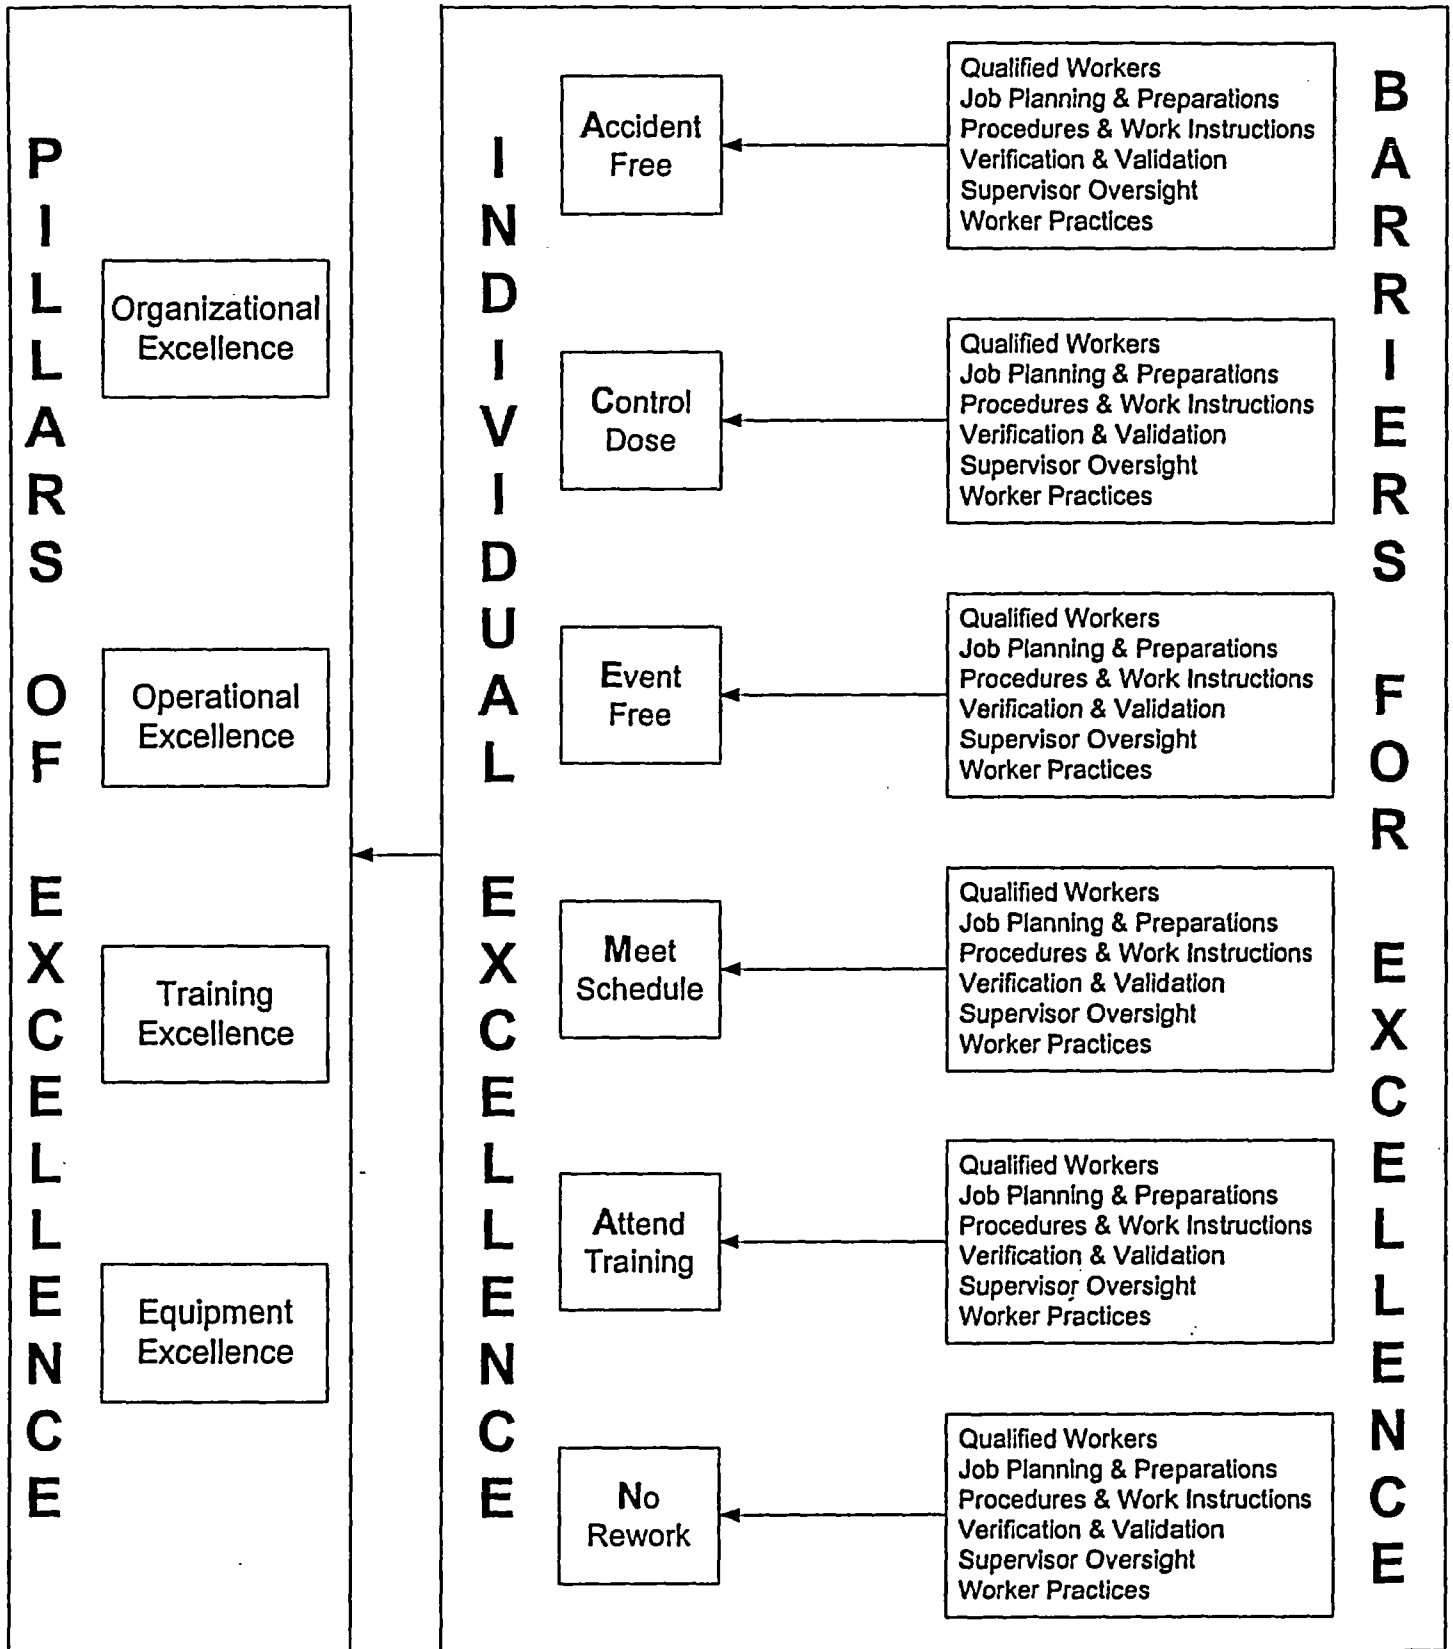 PILLARS OF EXCELLENCE
Organizational
Excellence
Operational
Excellence
Training
Excellence
Equipment
Excellence
INDIVIDUAL EXCELLENCE
Accident
Free
Qualified Workers
Job Planning & Preparations
Procedures & Work Instructions
Verification & Validation
Supervisor Oversight
Worker Practices
Control
Dose
Qualified Workers
Job Planning & Preparations
Procedures & Work Instructions
Verification & Validation
Supervisor Oversight
Worker Practices
Event
Free
Qualified Workers
Job Planning & Preparations
Procedures & Work Instructions
Verification & Validation
Supervisor Oversight
Worker Practices
Meet
Schedule
Qualified Workers
Job Planning & Preparations
Procedures & Work Instructions
Verification & Validation
Supervisor Oversight
Worker Practices
Attend
Training
Qualified Workers
Job Planning & Preparations
Procedures & Work Instructions
Verification & Validation
Supervisor Oversight
Worker Practices
No
Rework
Qualified Workers
Job Planning & Preparations
Procedures & Work Instructions
Verification & Validation
Supervisor Oversight
Worker Practices
BARRIERS FOR EXCELLENCE